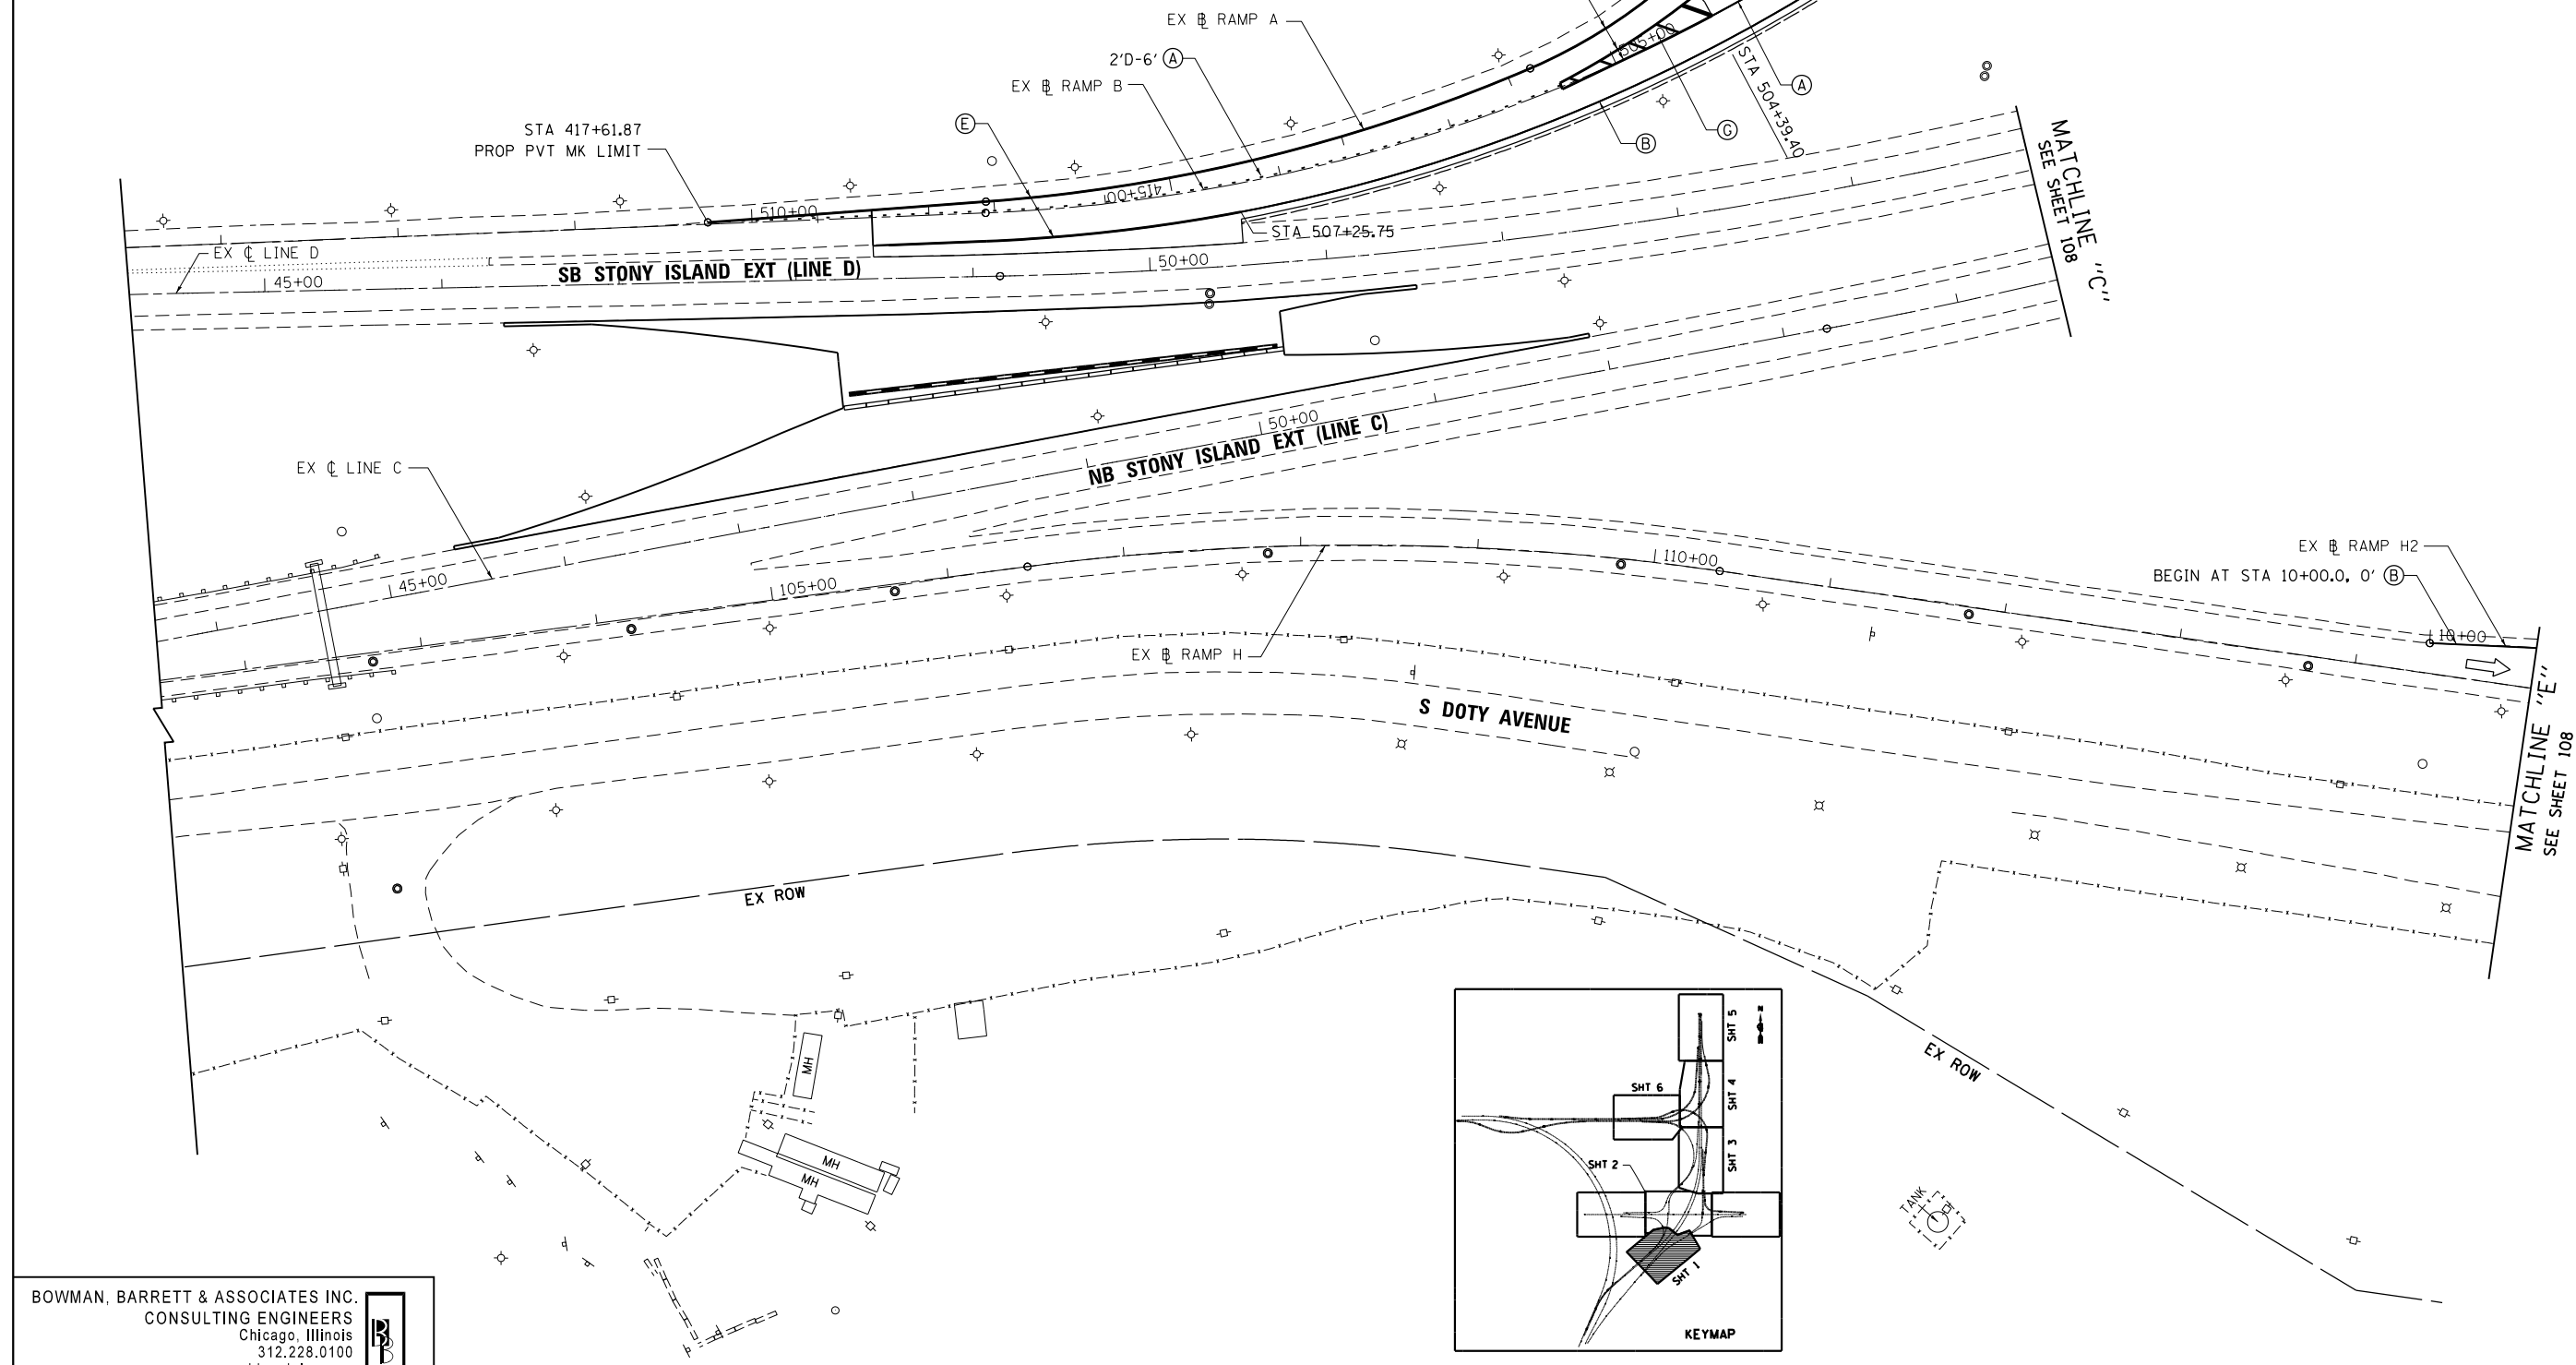 EX ⅊ RAMP A
2'D-6' A
EX ⅊ RAMP B
E
STA 417+61.87
PROP PVT MK LIMIT
505+00
STA 504+39.40
A
G
B
MATCHLINE "C"
SEE SHEET 108
510+00
415+00
STA 507+25.75
EX ℄ LINE D
SB STONY ISLAND EXT (LINE D)
45+00
50+00
50+00
NB STONY ISLAND EXT (LINE C)
EX ℄ LINE C
45+00
105+00
110+00
EX ⅊ RAMP H2
BEGIN AT STA 10+00.0, 0' B
10+00
EX ⅊ RAMP H
S DOTY AVENUE
MATCHLINE "E"
SEE SHEET 108
EX ROW
EX ROW
MH
MH
MH
TANK
SHT 5
SHT 4
SHT 6
SHT 3
SHT 2
SHT 1
KEYMAP
BOWMAN, BARRETT & ASSOCIATES INC.
CONSULTING ENGINEERS
Chicago, Illinois
312.228.0100